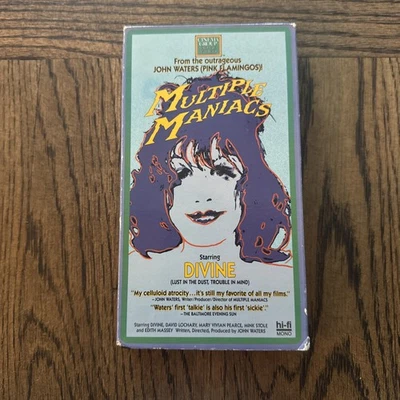 From the outrageous
JOHN WATERS (PINK FLAMINGOS)!
MULTIPLE
MANIACS
Starring
DIVINE
(LUST IN THE DUST, TROUBLE IN MIND)
"My celluloid atrocity...it's still my favorite of all my films."
—JOHN WATERS, Writer/Producer/Director of MULTIPLE MANIACS
"Waters' first 'talkie' is also his first 'sickie'."
—THE BALTIMORE EVENING SUN
Starring DIVINE, DAVID LOCHARY, MARY VIVIAN PEARCE, MINK STOLE
and EDITH MASSEY Written, Directed, Produced by JOHN WATERS
hi-fi
MONO